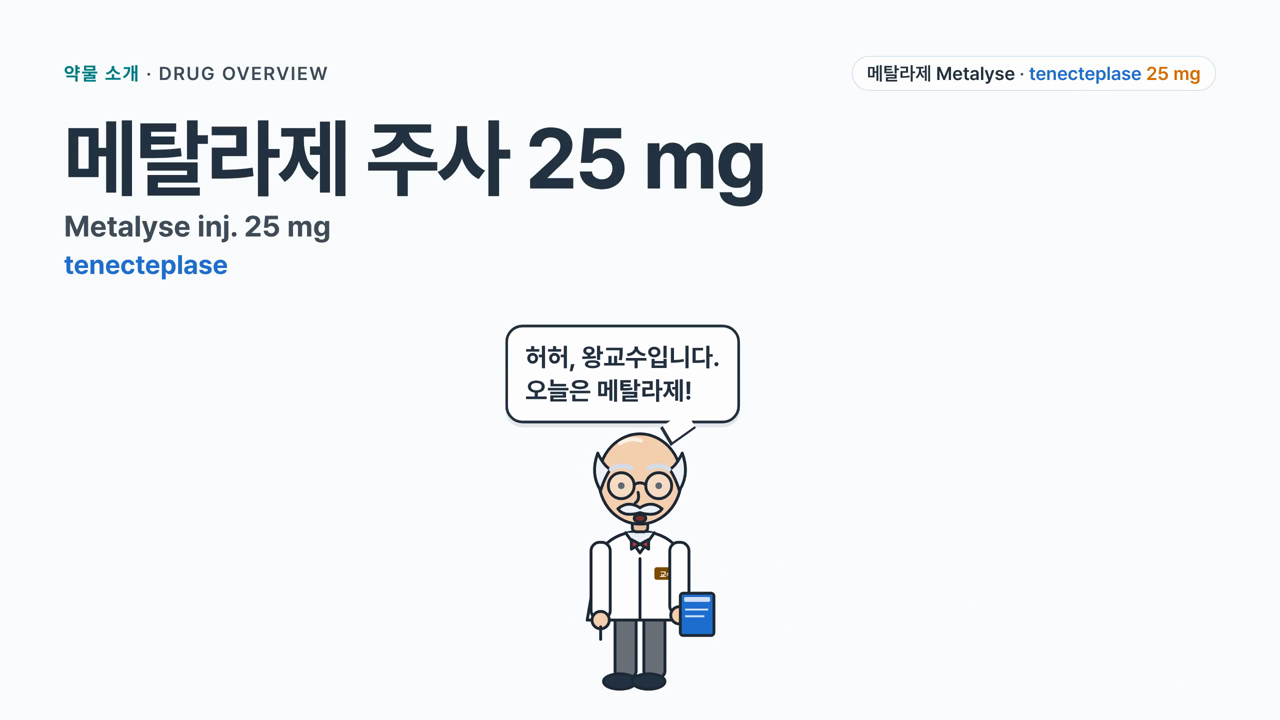 약물 소개 · DRUG OVERVIEW
메탈라제 Metalyse · tenecteplase 25 mg
메탈라제 주사 25 mg
Metalyse inj. 25 mg
tenecteplase
허허, 왕교수입니다.
오늘은 메탈라제!